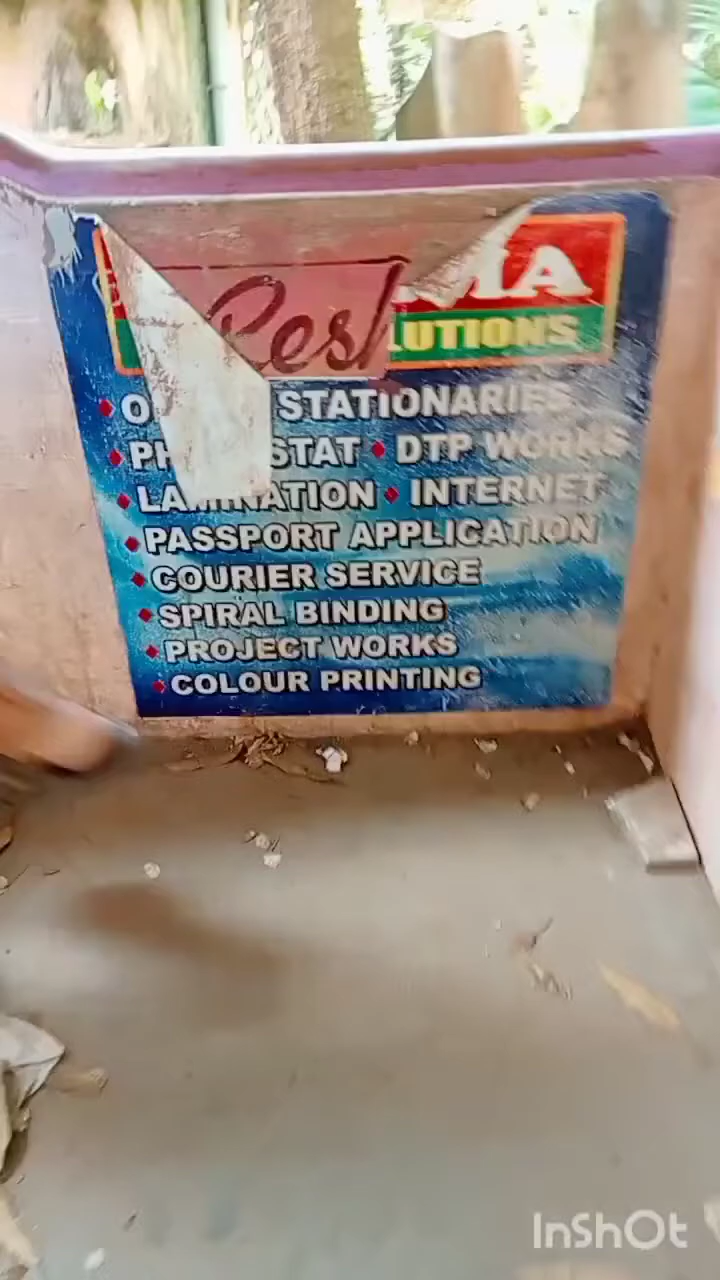 Resh
LUTIONS
STATIONARIES
STAT • DTP WORKS
LAMINATION • INTERNET
• PASSPORT APPLICATION
• COURIER SERVICE
• SPIRAL BINDING
• PROJECT WORKS
• COLOUR PRINTING
InShOt